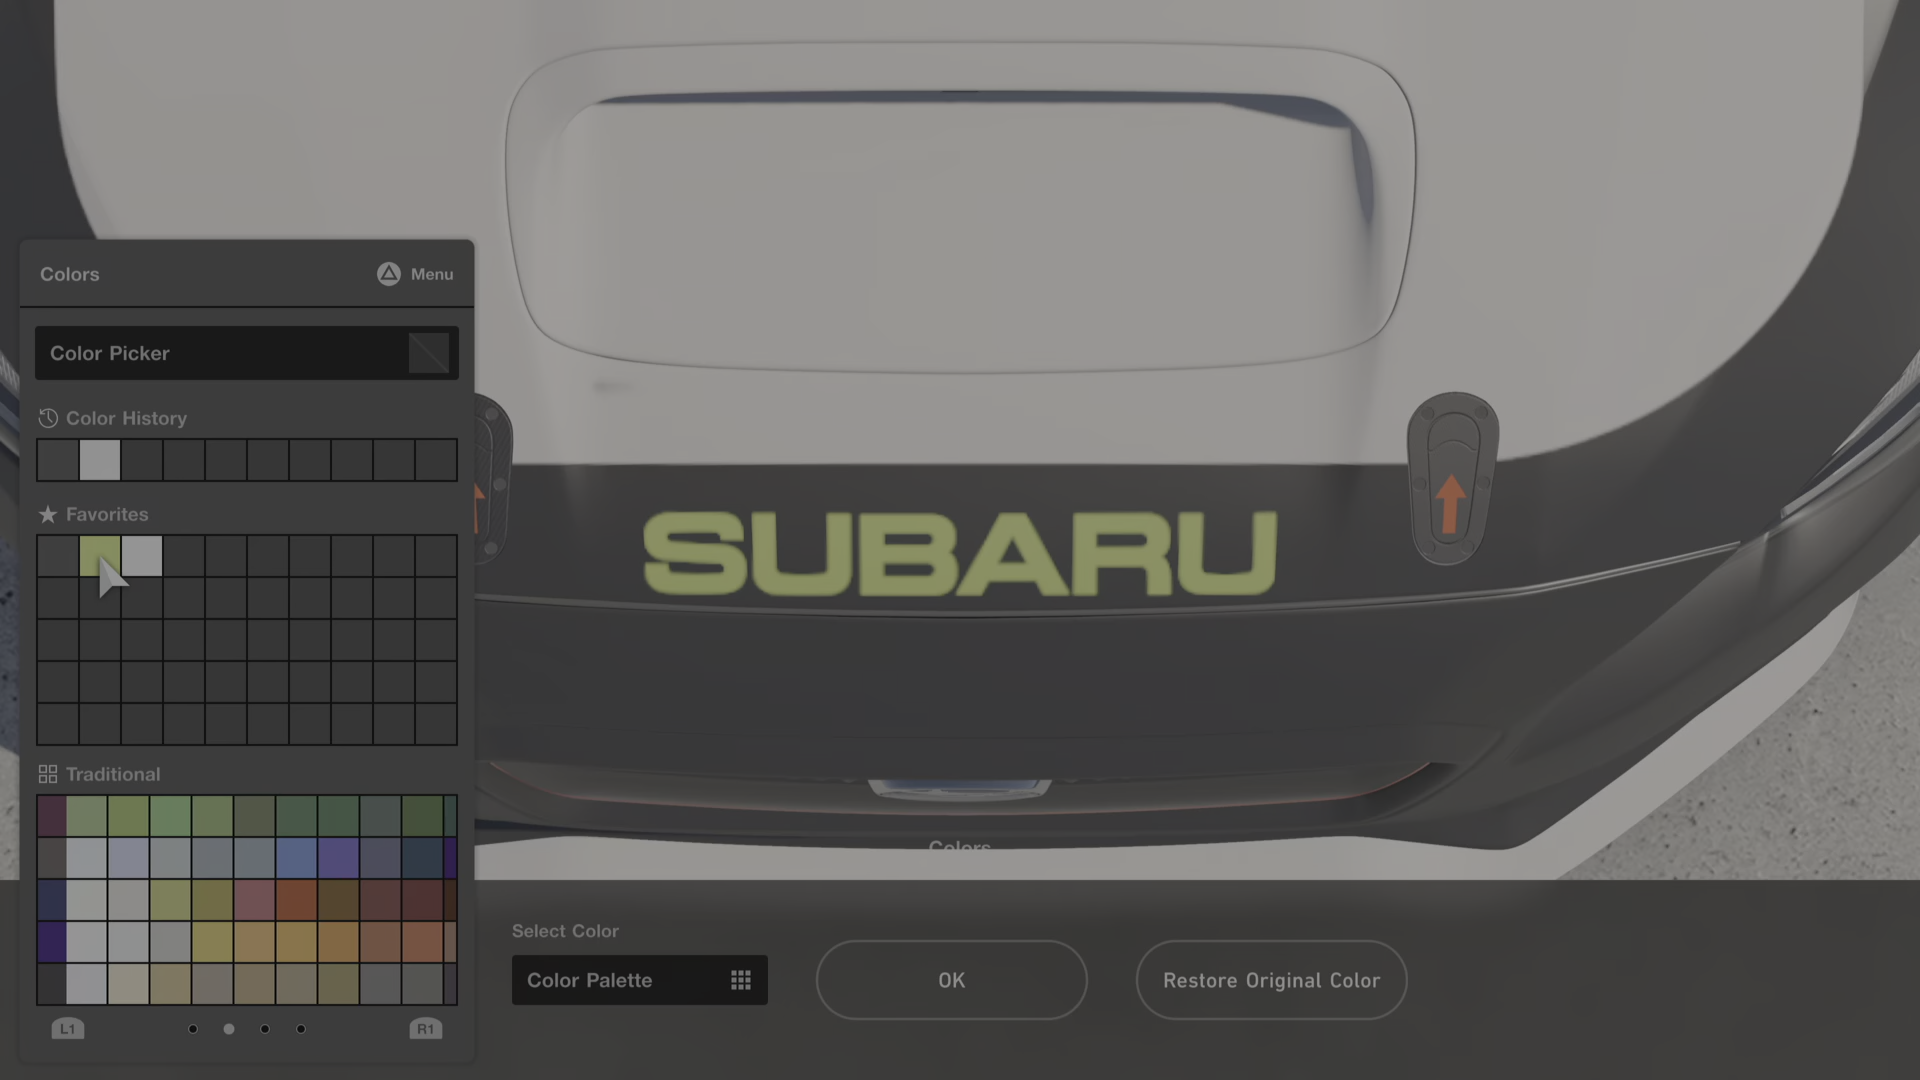 Colors
Menu
Color Picker
Color History
Favorites
SUBARU
Traditional
Colors
L1
R1
Select Color
Color Palette
OK
Restore Original Color